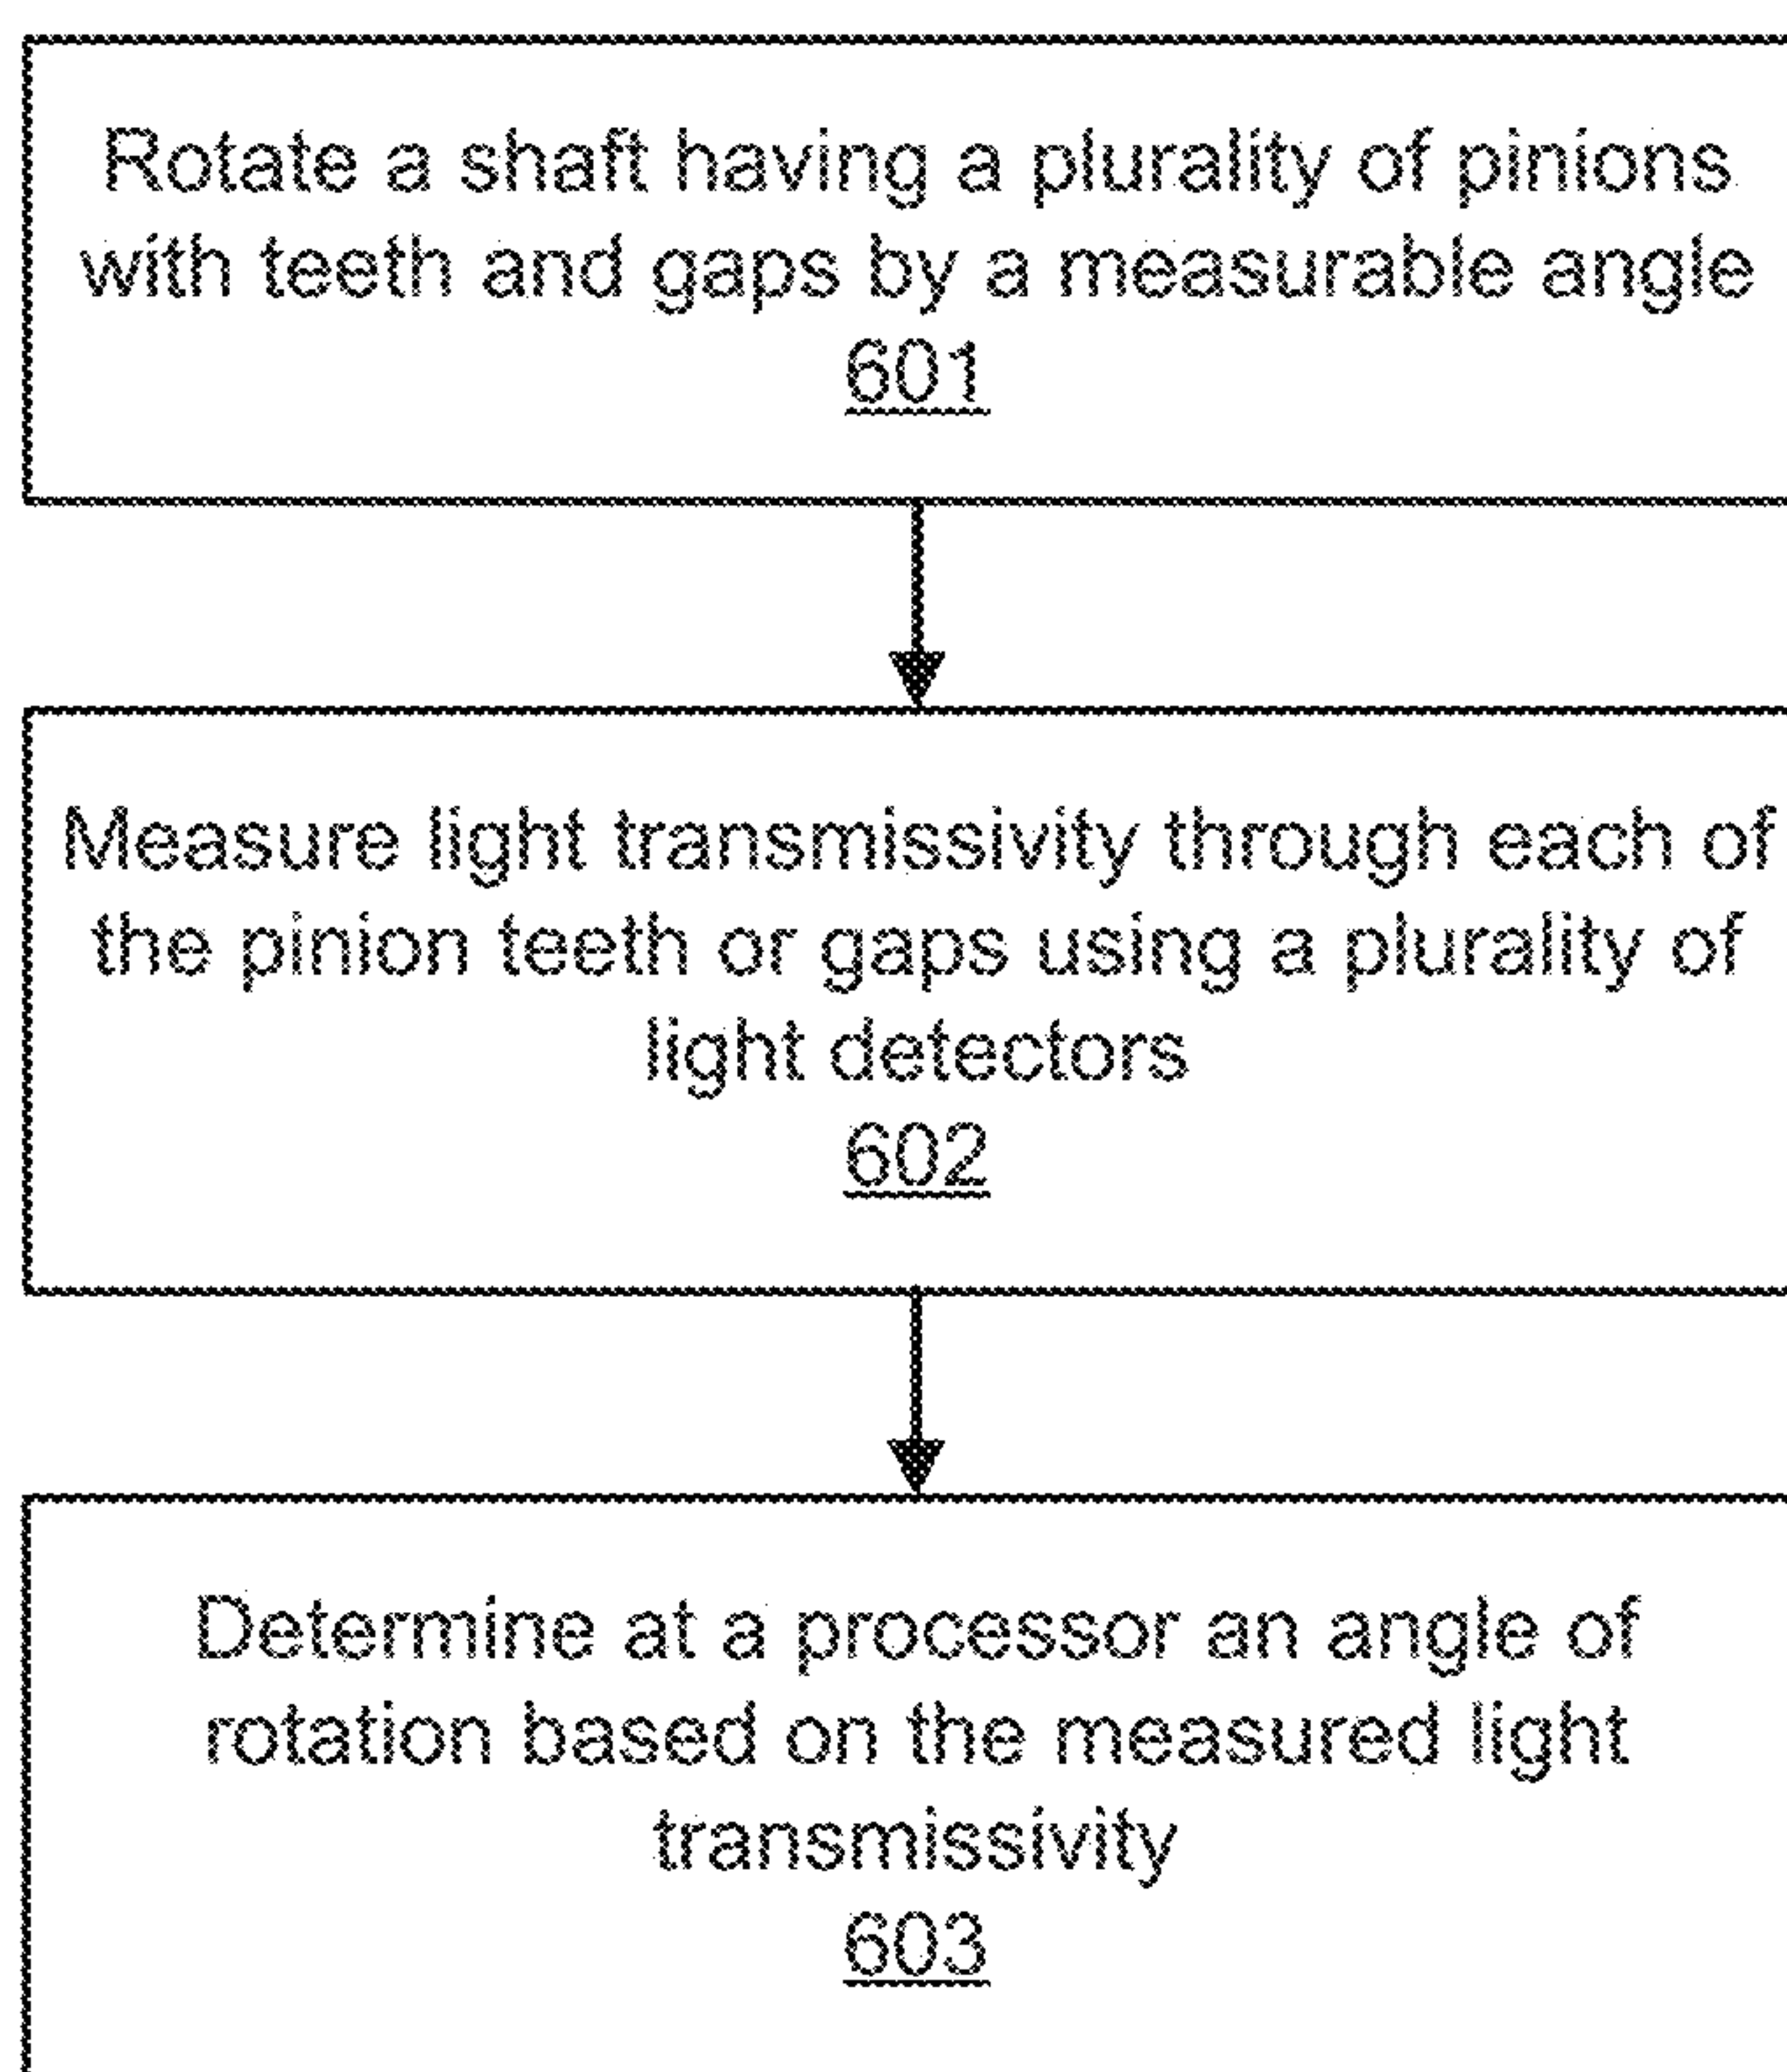 Rotate a shaft having a plurality of pinions
with teeth and gaps by a measurable angle
601
Measure light transmissivity through each of
the pinion teeth or gaps using a plurality of
light detectors
602
Determine at a processor an angle of
rotation based on the measured light
transmissivity
603